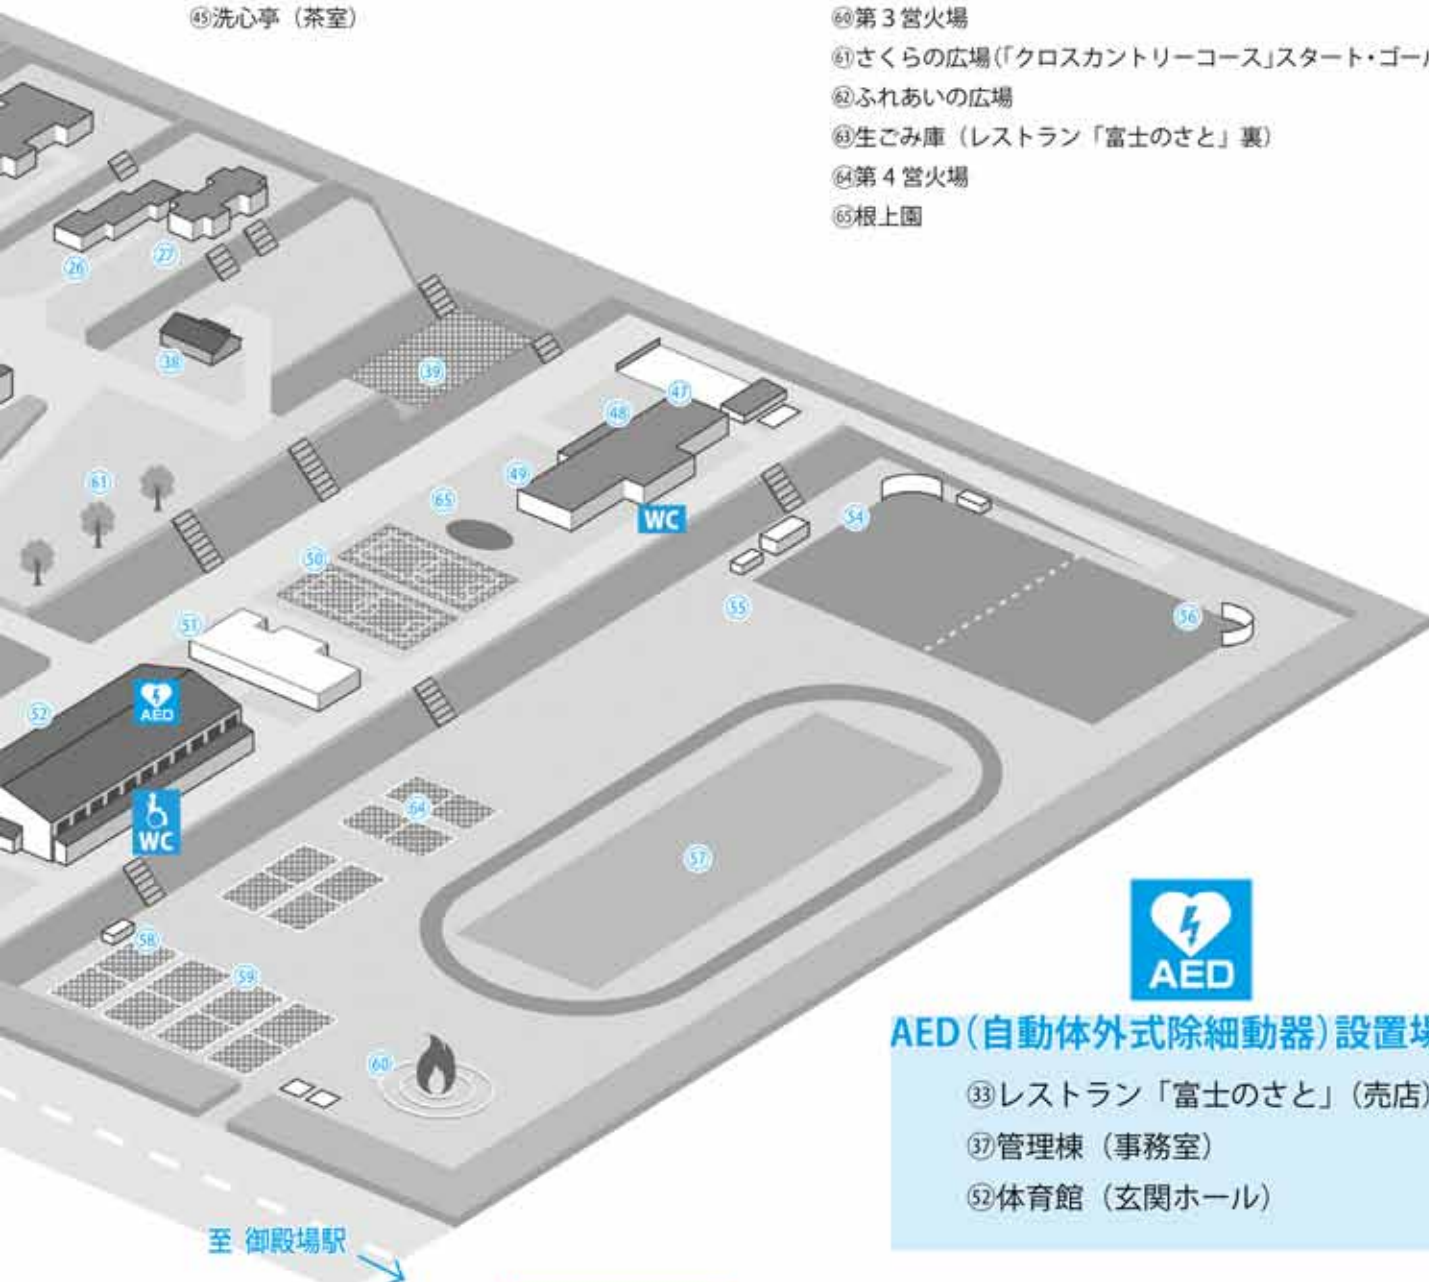 ㊺洗心亭（茶室）
㊿第３営火場
㉛さくらの広場(「クロスカントリーコース」スタート・ゴー
㉜ふれあいの広場
㉝生ごみ庫（レストラン「富士のさと」裏）
㉞第４営火場
㉟根上園
㉖
㉗
㊳
㊴
㊼
㊽
㊾
65
61
WC
54
㊿
55
56
51
AED
52
64
WC
57
58
59
60
AED
AED（自動体外式除細動器）設置場
㉝レストラン「富士のさと」（売店）
㊲管理棟（事務室）
52体育館（玄関ホール）
至 御殿場駅